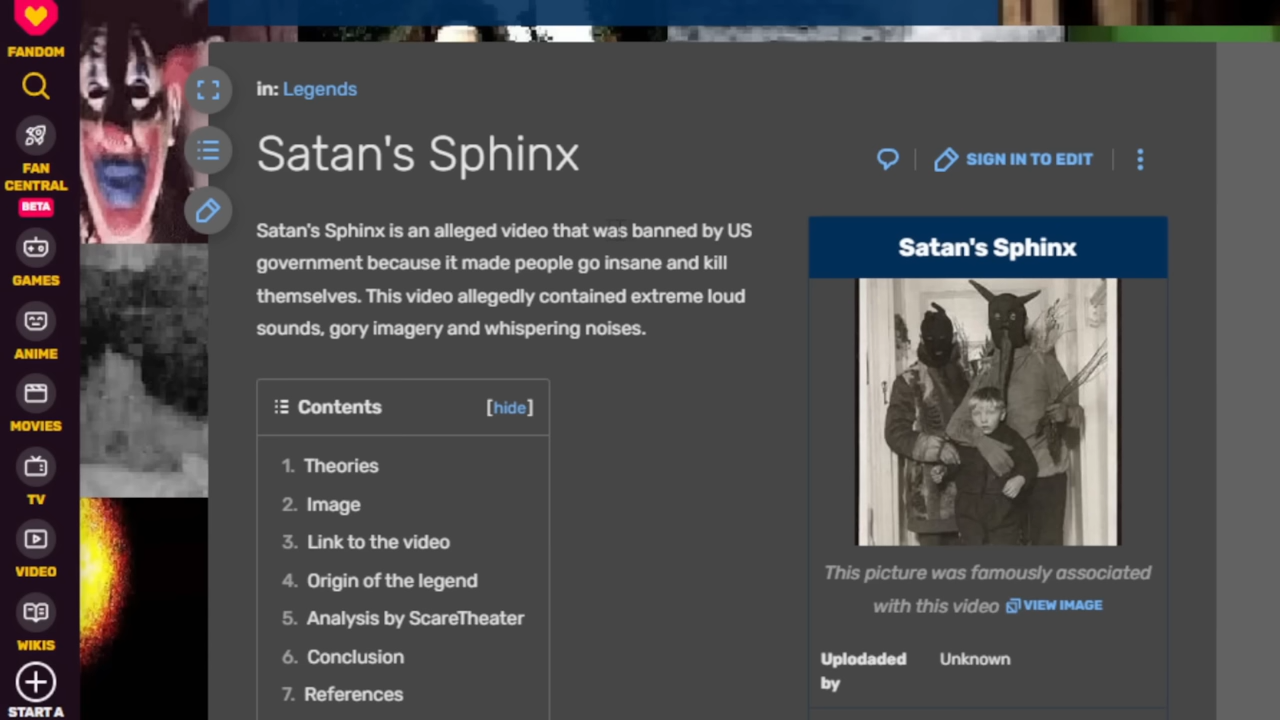 FANDOM
FAN
CENTRAL
BETA
GAMES
ANIME
MOVIES
TV
VIDEO
WIKIS
START A
in: Legends
Satan's Sphinx
SIGN IN TO EDIT
Satan's Sphinx is an alleged video that was banned by US
government because it made people go insane and kill
themselves. This video allegedly contained extreme loud
sounds, gory imagery and whispering noises.
Contents [hide]
1. Theories
2. Image
3. Link to the video
4. Origin of the legend
5. Analysis by ScareTheater
6. Conclusion
7. References
Satan's Sphinx
This picture was famously associated
with this video VIEW IMAGE
Uplodaded Unknown
by